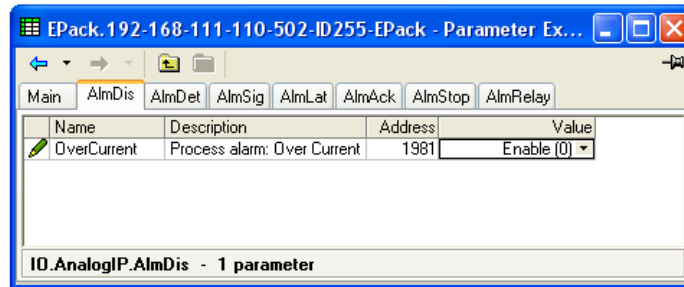 EPack.192-168-111-110-502-ID255-EPack - Parameter Ex...
Main AlmDis AlmDet AlmSig AlmLat AlmAck AlmStop AlmRelay
Name Description Address Value
OverCurrent Process alarm: Over Current 1981 Enable (0)
IO.AnalogIP.AlmDis - 1 parameter